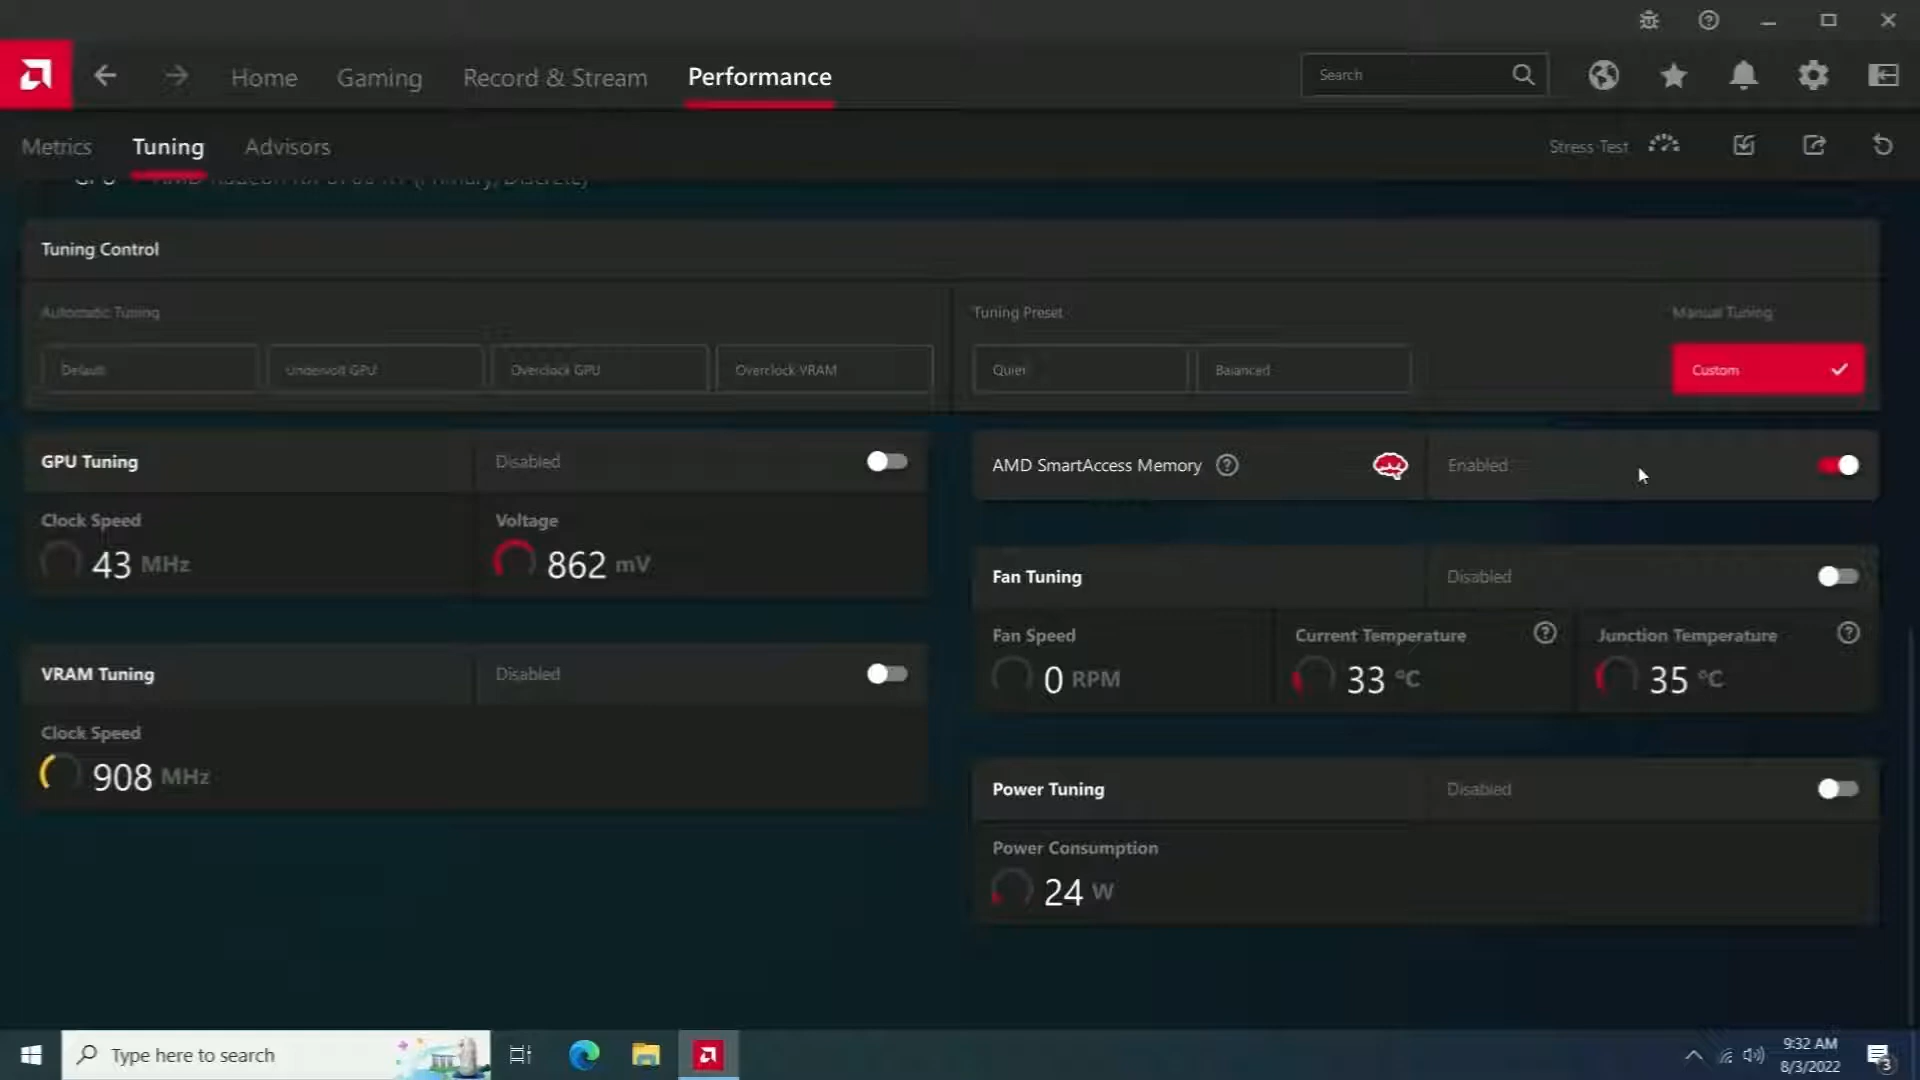 Home Gaming Record & Stream Performance Search
Metrics Tuning Advisors Stress Test
Tuning Control
Automatic Tuning Tuning Preset Manual Tuning
Default Undervolt GPU Overclock GPU Overclock VRAM Quiet Balanced Custom
GPU Tuning Disabled
AMD SmartAccess Memory ? Enabled
Clock Speed Voltage
43 MHz 862 mV
Fan Tuning Disabled
Fan Speed Current Temperature ? Junction Temperature ?
0 RPM 33 °C 35 °C
VRAM Tuning Disabled
Clock Speed
908 MHz
Power Tuning Disabled
Power Consumption
24 W
Type here to search
9:32 AM
8/3/2022
3